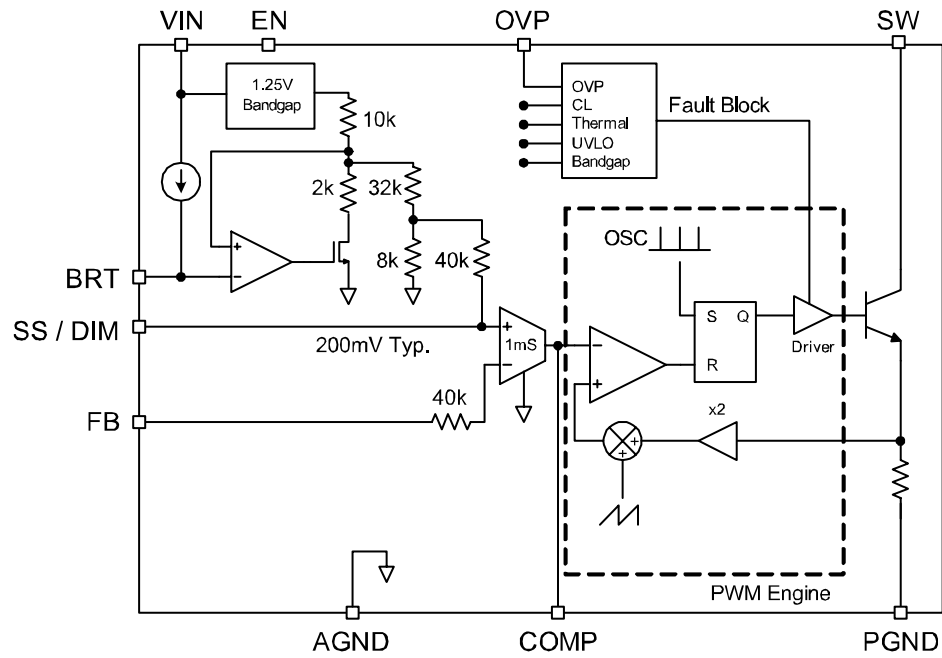 VIN
EN
OVP
SW
1.25V
Bandgap
10k
OVP
CL
Thermal
UVLO
Bandgap
Fault Block
2k
32k
8k
40k
OSC
BRT
SS / DIM
200mV Typ.
1mS
S
Q
R
Driver
FB
40k
x2
PWM Engine
AGND
COMP
PGND